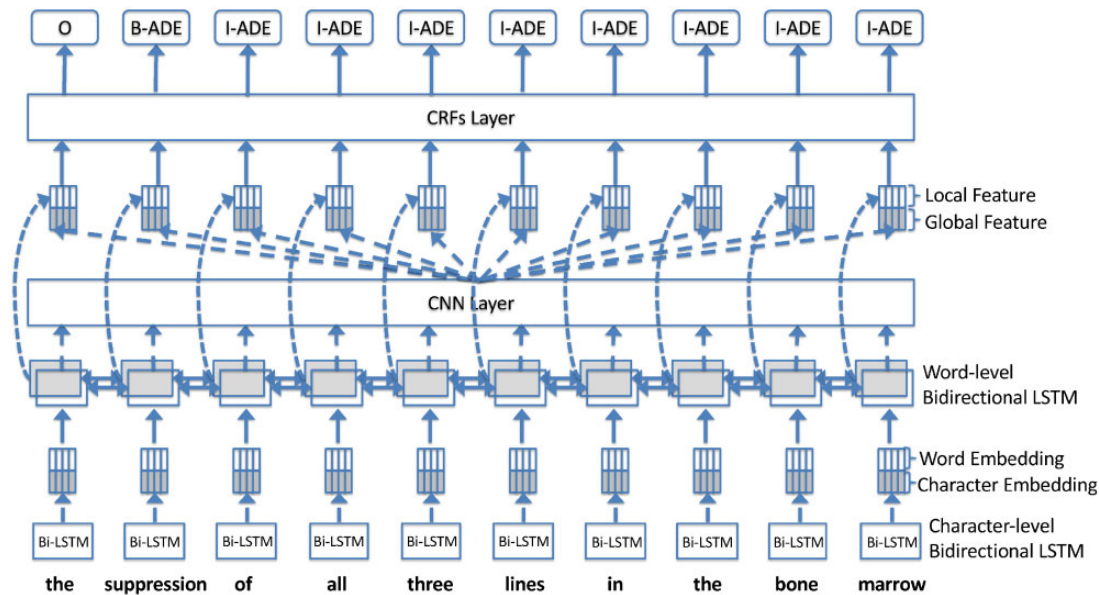 O B-ADE I-ADE I-ADE I-ADE I-ADE I-ADE I-ADE I-ADE I-ADE
CRFs Layer
Local Feature
Global Feature
CNN Layer
Word-level
Bidirectional LSTM
Word Embedding
Character Embedding
Bi-LSTM Bi-LSTM Bi-LSTM Bi-LSTM Bi-LSTM Bi-LSTM Bi-LSTM Bi-LSTM Bi-LSTM Bi-LSTM
Character-level
Bidirectional LSTM
the suppression of all three lines in the bone marrow